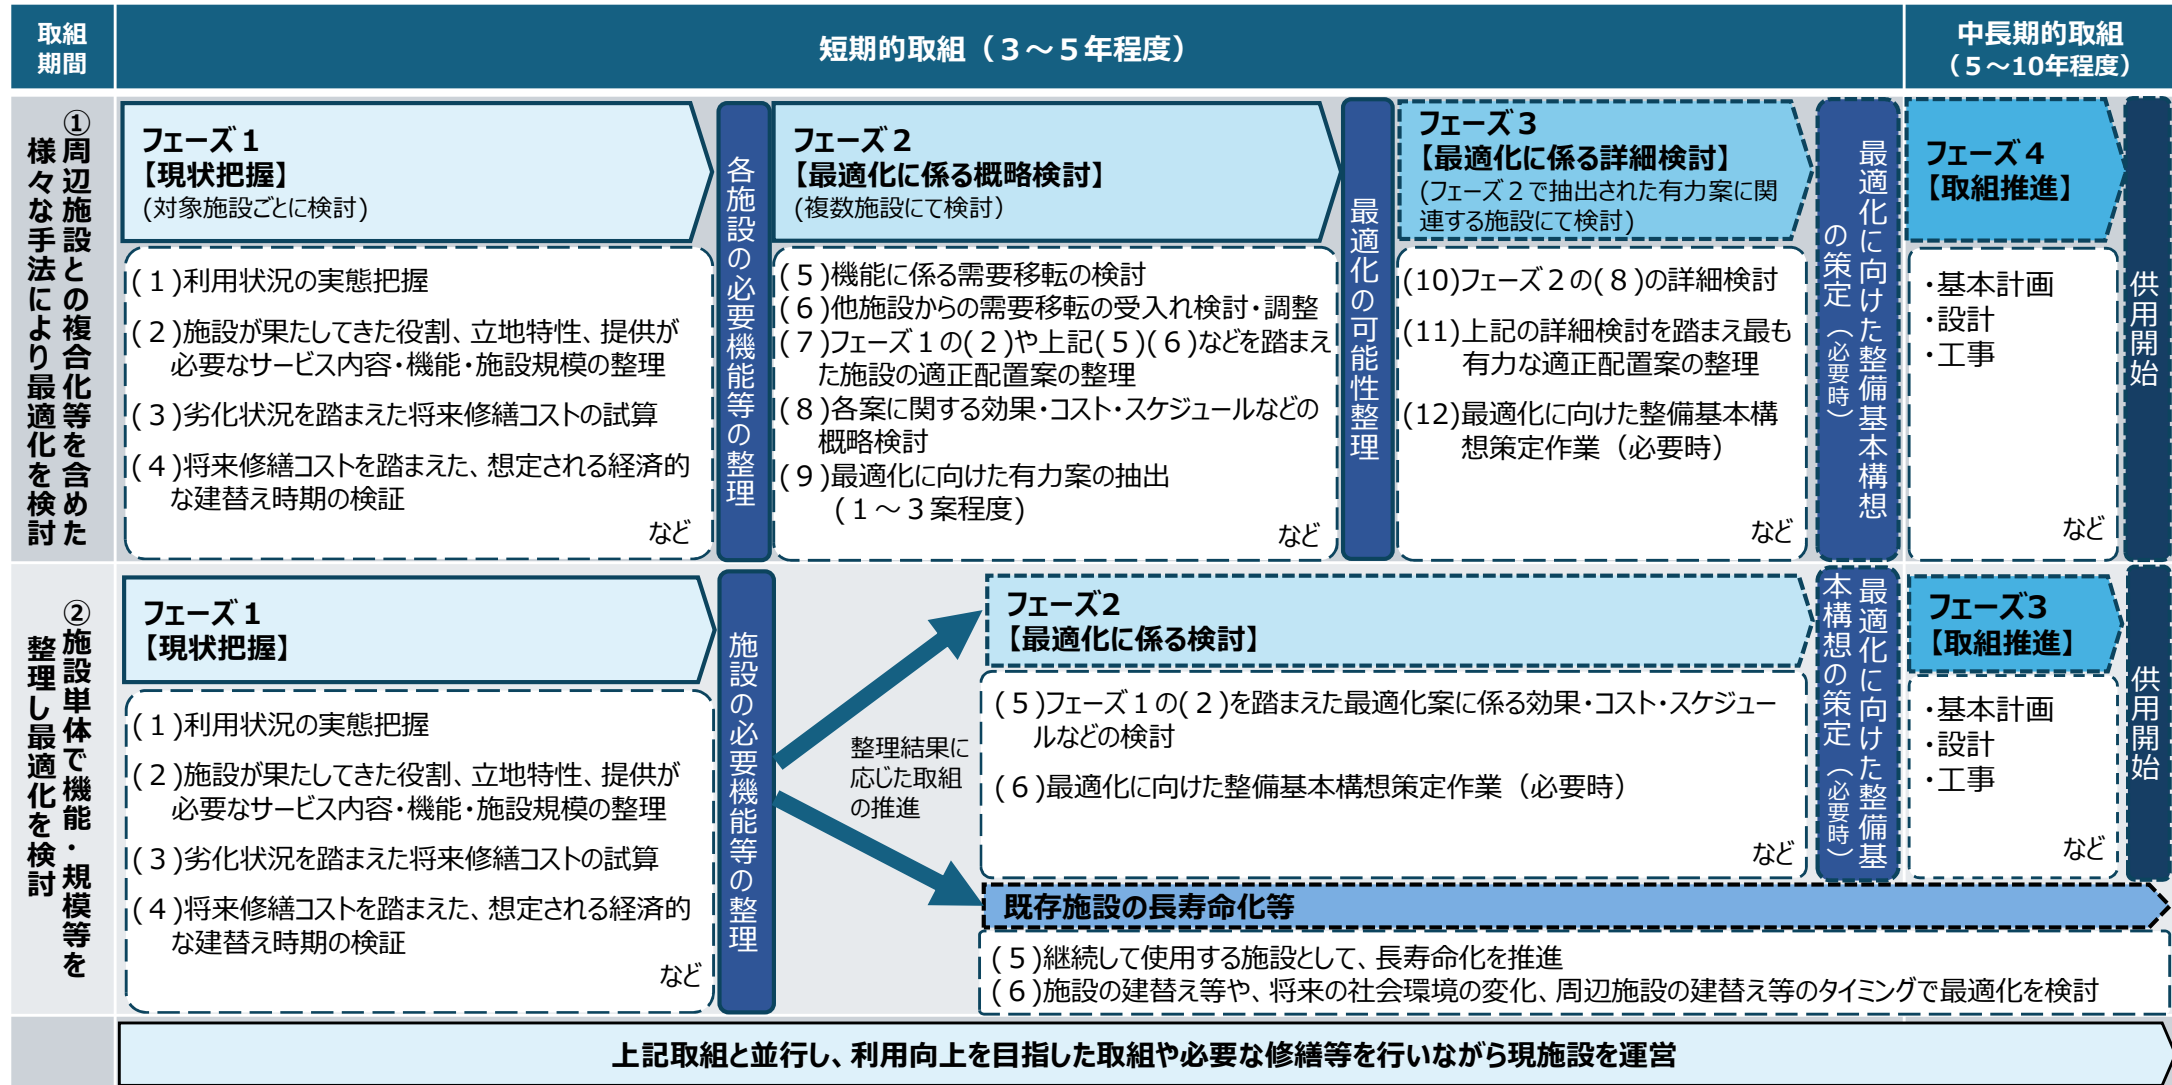 取組
期間
短期的取組（３～５年程度）
中長期的取組
（５～10年程度）
①周辺施設との複合化等を含めた
様々な手法により最適化を検討
フェーズ１
【現状把握】
(対象施設ごとに検討)
(１)利用状況の実態把握
(２)施設が果たしてきた役割、立地特性、提供が
必要なサービス内容・機能・施設規模の整理
(３)劣化状況を踏まえた将来修繕コストの試算
(４)将来修繕コストを踏まえた、想定される経済的
な建替え時期の検証
など
各施設の必要機能等の整理
フェーズ２
【最適化に係る概略検討】
(複数施設にて検討)
(５)機能に係る需要移転の検討
(６)他施設からの需要移転の受入れ検討・調整
(７)フェーズ１の(２)や上記(５)(６)などを踏まえ
た施設の適正配置案の整理
(８)各案に関する効果・コスト・スケジュールなどの
概略検討
(９)最適化に向けた有力案の抽出
(１～３案程度)
など
最適化の可能性整理
フェーズ３
【最適化に係る詳細検討】
(フェーズ２で抽出された有力案に関
連する施設にて検討)
(10)フェーズ２の(８)の詳細検討
(11)上記の詳細検討を踏まえ最も
有力な適正配置案の整理
(12)最適化に向けた整備基本構
想策定作業（必要時）
など
最適化に向けた整備基本構想
の策定（必要時）
フェーズ４
【取組推進】
・基本計画
・設計
・工事
など
供用開始
②施設単体で機能・規模等を
整理し最適化を検討
フェーズ１
【現状把握】
(１)利用状況の実態把握
(２)施設が果たしてきた役割、立地特性、提供が
必要なサービス内容・機能・施設規模の整理
(３)劣化状況を踏まえた将来修繕コストの試算
(４)将来修繕コストを踏まえた、想定される経済的
な建替え時期の検証
など
施設の必要機能等の整理
整理結果に
応じた取組
の推進
フェーズ2
【最適化に係る検討】
(５)フェーズ１の(２)を踏まえた最適化案に係る効果・コスト・スケジュー
ルなどの検討
(６)最適化に向けた整備基本構想策定作業（必要時）
など
最適化に向けた整備基
本構想の策定（必要時）
フェーズ3
【取組推進】
・基本計画
・設計
・工事
など
供用開始
既存施設の長寿命化等
(５)継続して使用する施設として、長寿命化を推進
(６)施設の建替え等や、将来の社会環境の変化、周辺施設の建替え等のタイミングで最適化を検討
上記取組と並行し、利用向上を目指した取組や必要な修繕等を行いながら現施設を運営